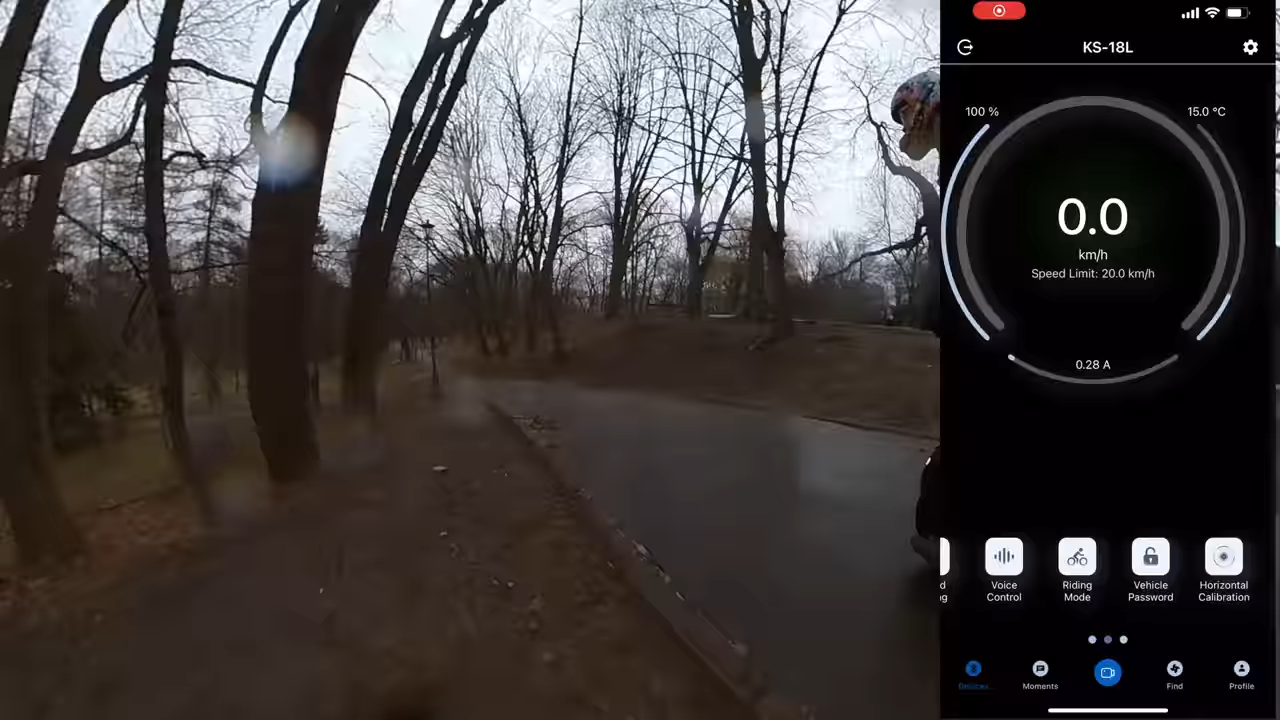 KS-18L
100 %
15.0 °C
0.0
km/h
Speed Limit: 20.0 km/h
0.28 A
d
g
Voice
Control
Riding
Mode
Vehicle
Password
Horizontal
Calibration
Devices...
Moments
Find
Profile